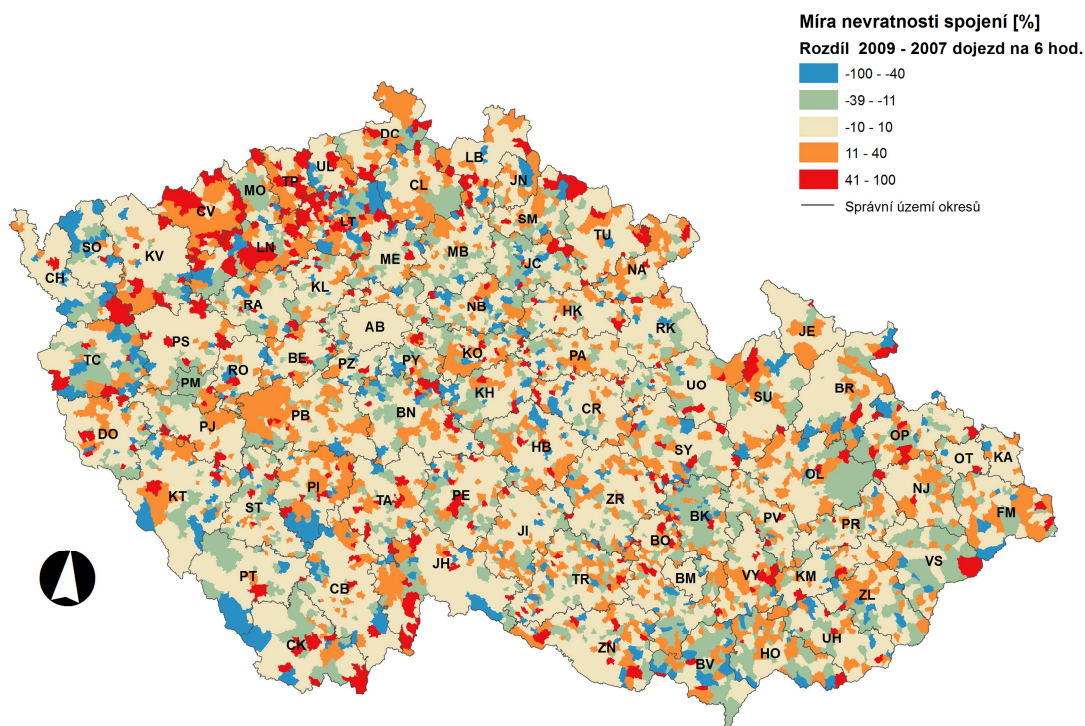 Míra nevratnosti spojení [%]
Rozdíl 2009 - 2007 dojezd na 6 hod.
-100 - -40
-39 - -11
-10 - 10
11 - 40
41 - 100
Správní území okresů
DC
LB
UL
TP
JN
MO
CL
CV
LT
SM
TU
SO
LN
MB
KV
ME
JC
NA
CH
KL
RA
NB
HK
AB
RK
JE
PS
TC
RO
BE
PZ
PY
KO
PA
PM
UO
BR
KH
SU
PB
BN
CR
DO
PJ
OP
HB
SY
OT
KA
OL
KT
PI
NJ
ST
TA
PE
ZR
FM
BK
PV
PR
JI
BO
VS
JH
PT
CB
TR
BM
VY
KM
ZL
CK
UH
ZN
HO
BV